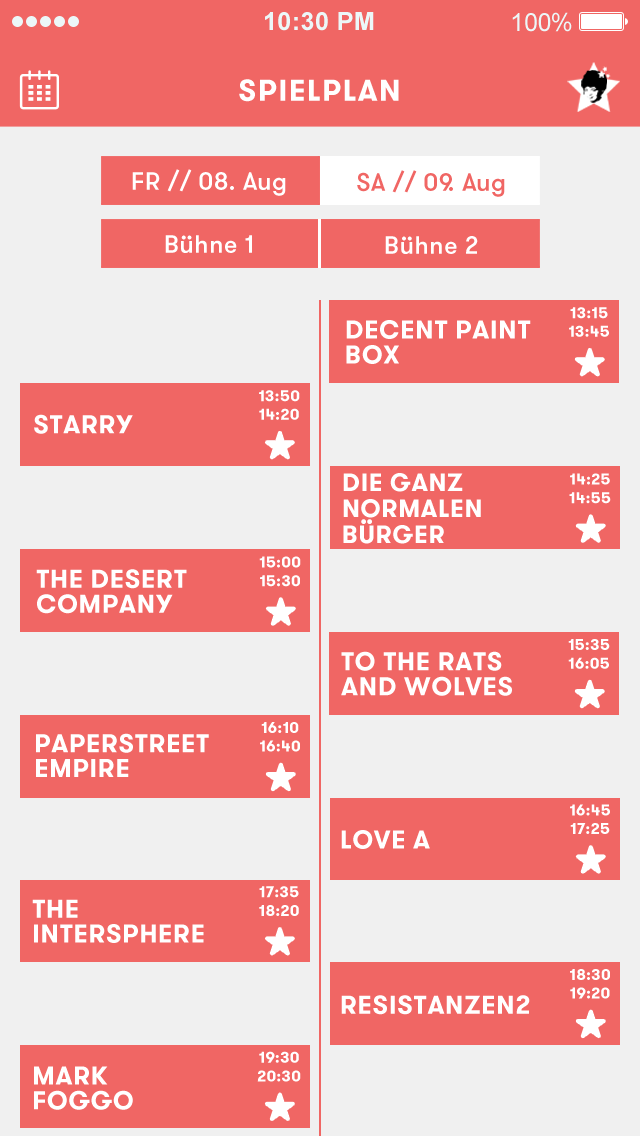 10:30 PM
100%
SPIELPLAN
FR // 08. Aug
SA // 09. Aug
Bühne 1
Bühne 2
DECENT PAINT
BOX
13:15
13:45
STARRY
13:50
14:20
DIE GANZ
NORMALEN
BÜRGER
14:25
14:55
THE DESERT
COMPANY
15:00
15:30
TO THE RATS
AND WOLVES
15:35
16:05
PAPERSTREET
EMPIRE
16:10
16:40
LOVE A
16:45
17:25
THE
INTERSPHERE
17:35
18:20
RESISTANZEN2
18:30
19:20
MARK
FOGGO
19:30
20:30